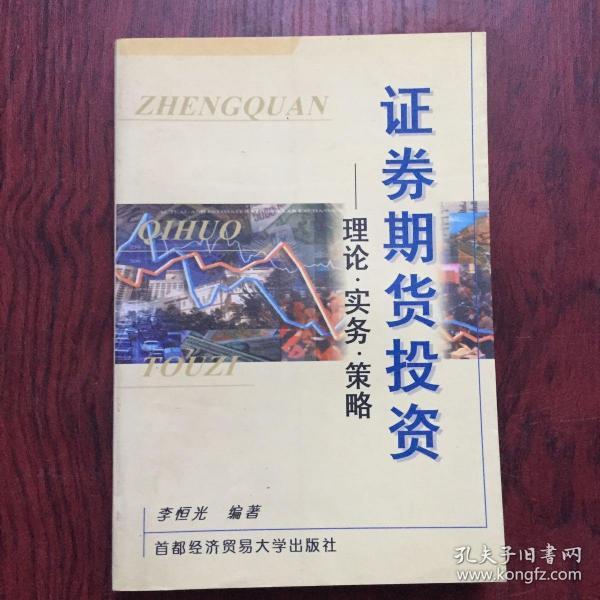 ZHENGQUAN
QIHUO
TOUZI
证券期货投资
——理论·实务·策略
李恒光 编著
首都经济贸易大学出版社
孔夫子旧书网
www.kongfz.com